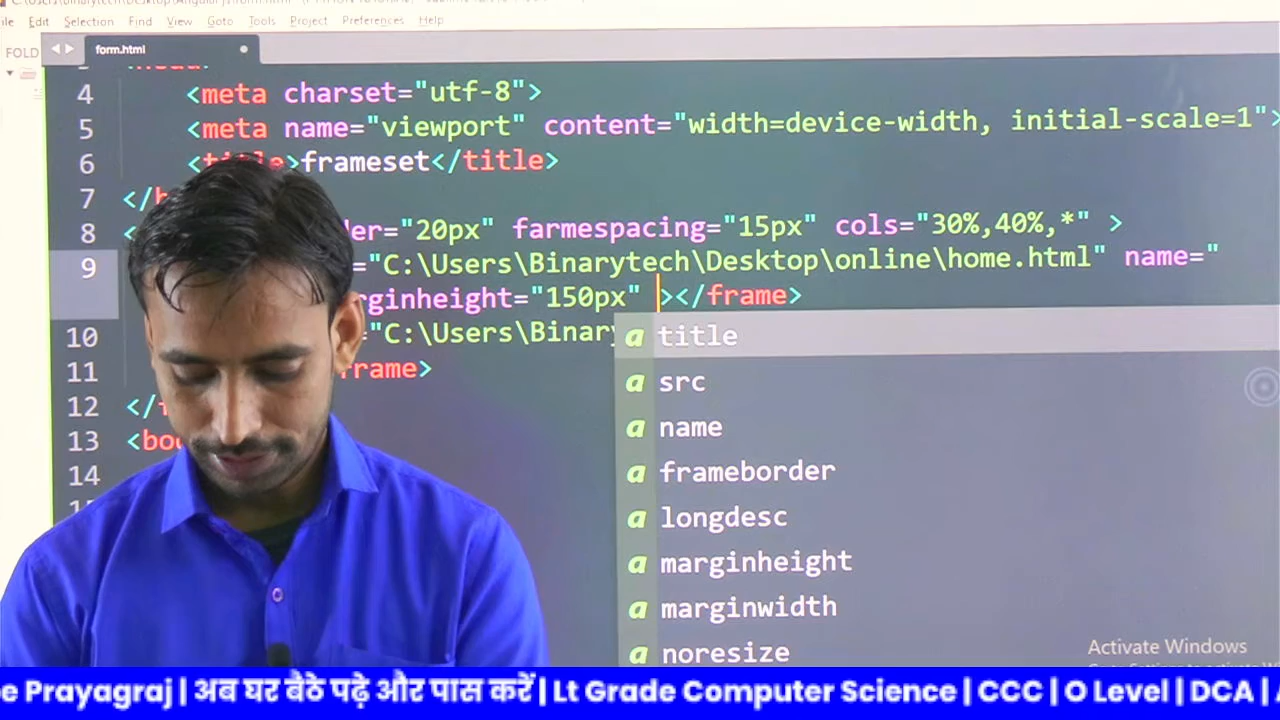 Edit Selection Find View Goto Tools Project Preferences Help
FOLD
form.html
4 <meta charset="utf-8">
5 <meta name="viewport" content="width=device-width, initial-scale=1">
6 <title>frameset</title>
7 </h
8 < der="20px" farmespacing="15px" cols="30%,40%,*" >
9 ="C:\Users\Binarytech\Desktop\online\home.html" name="
rginheight="150px" ></frame>
10 ="C:\Users\Binary
11 frame>
12 </f
13 <bod
14
a title
a src
a name
a frameborder
a longdesc
a marginheight
a marginwidth
a noresize
Activate Windows
e Prayagraj | अब घर बैठे पढ़े और पास करें | Lt Grade Computer Science | CCC | O Level | DCA |